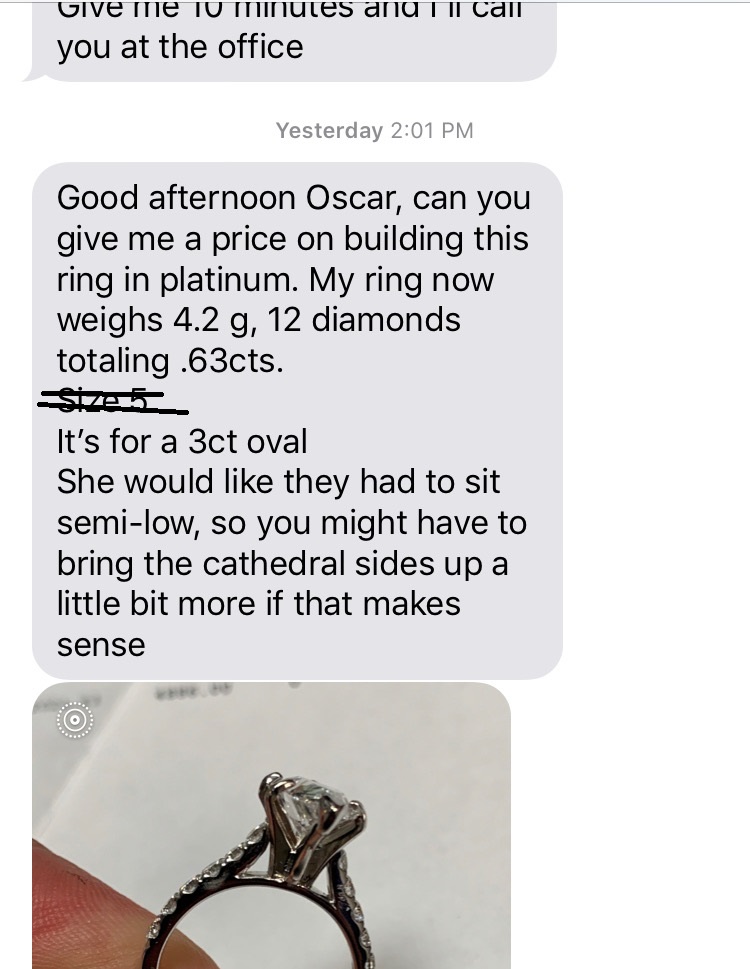 Give me 10 minutes and I'll call
you at the office
Yesterday 2:01 PM
Good afternoon Oscar, can you
give me a price on building this
ring in platinum. My ring now
weighs 4.2 g, 12 diamonds
totaling .63cts.
Size 5
It’s for a 3ct oval
She would like they had to sit
semi-low, so you might have to
bring the cathedral sides up a
little bit more if that makes
sense